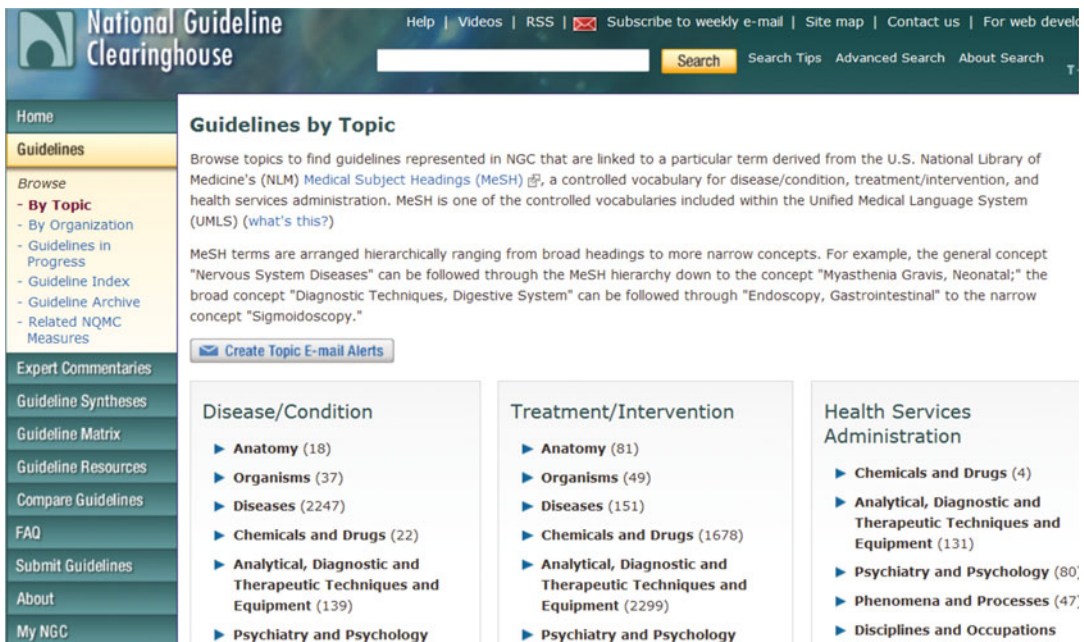 National Guideline
Clearinghouse
Help | Videos | RSS | Subscribe to weekly e-mail | Site map | Contact us | For web develo
Search Search Tips Advanced Search About Search
T
Home
Guidelines
Browse
- By Topic
- By Organization
- Guidelines in
Progress
- Guideline Index
- Guideline Archive
- Related NQMC
Measures
Expert Commentaries
Guideline Syntheses
Guideline Matrix
Guideline Resources
Compare Guidelines
FAQ
Submit Guidelines
About
My NGC
Guidelines by Topic
Browse topics to find guidelines represented in NGC that are linked to a particular term derived from the U.S. National Library of
Medicine's (NLM) Medical Subject Headings (MeSH), a controlled vocabulary for disease/condition, treatment/intervention, and
health services administration. MeSH is one of the controlled vocabularies included within the Unified Medical Language System
(UMLS) (what's this?)
MeSH terms are arranged hierarchically ranging from broad headings to more narrow concepts. For example, the general concept
"Nervous System Diseases" can be followed through the MeSH hierarchy down to the concept "Myasthenia Gravis, Neonatal;" the
broad concept "Diagnostic Techniques, Digestive System" can be followed through "Endoscopy, Gastrointestinal" to the narrow
concept "Sigmoidoscopy."
Create Topic E-mail Alerts
Disease/Condition
Anatomy (18)
Organisms (37)
Diseases (2247)
Chemicals and Drugs (22)
Analytical, Diagnostic and
Therapeutic Techniques and
Equipment (139)
Psychiatry and Psychology
Treatment/Intervention
Anatomy (81)
Organisms (49)
Diseases (151)
Chemicals and Drugs (1678)
Analytical, Diagnostic and
Therapeutic Techniques and
Equipment (2299)
Psychiatry and Psychology
Health Services
Administration
Chemicals and Drugs (4)
Analytical, Diagnostic and
Therapeutic Techniques and
Equipment (131)
Psychiatry and Psychology (80)
Phenomena and Processes (47)
Disciplines and Occupations